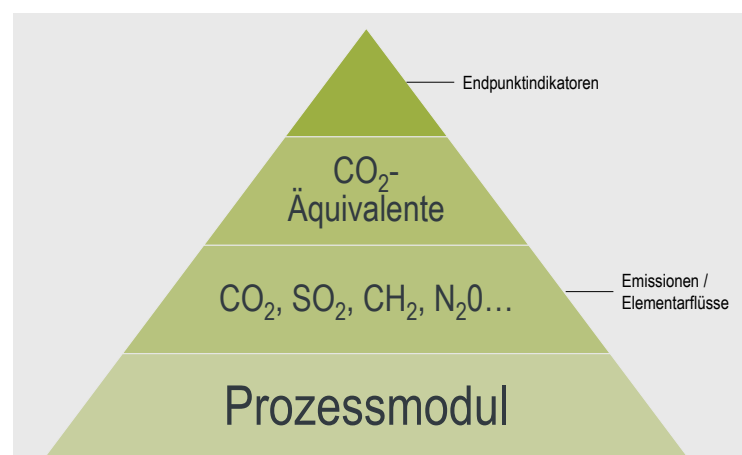 Endpunktindikatoren
CO₂-
Äquivalente
CO₂, SO₂, CH₂, N₂0…
Emissionen /
Elementarflüsse
Prozessmodul